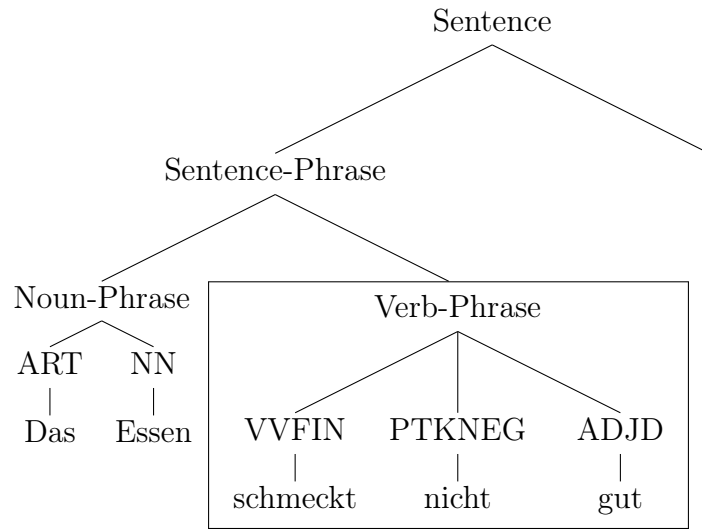 Sentence
Sentence-Phrase
Noun-Phrase
Verb-Phrase
ART NN
Das Essen
VVFIN PTKNEG ADJD
schmeckt nicht gut